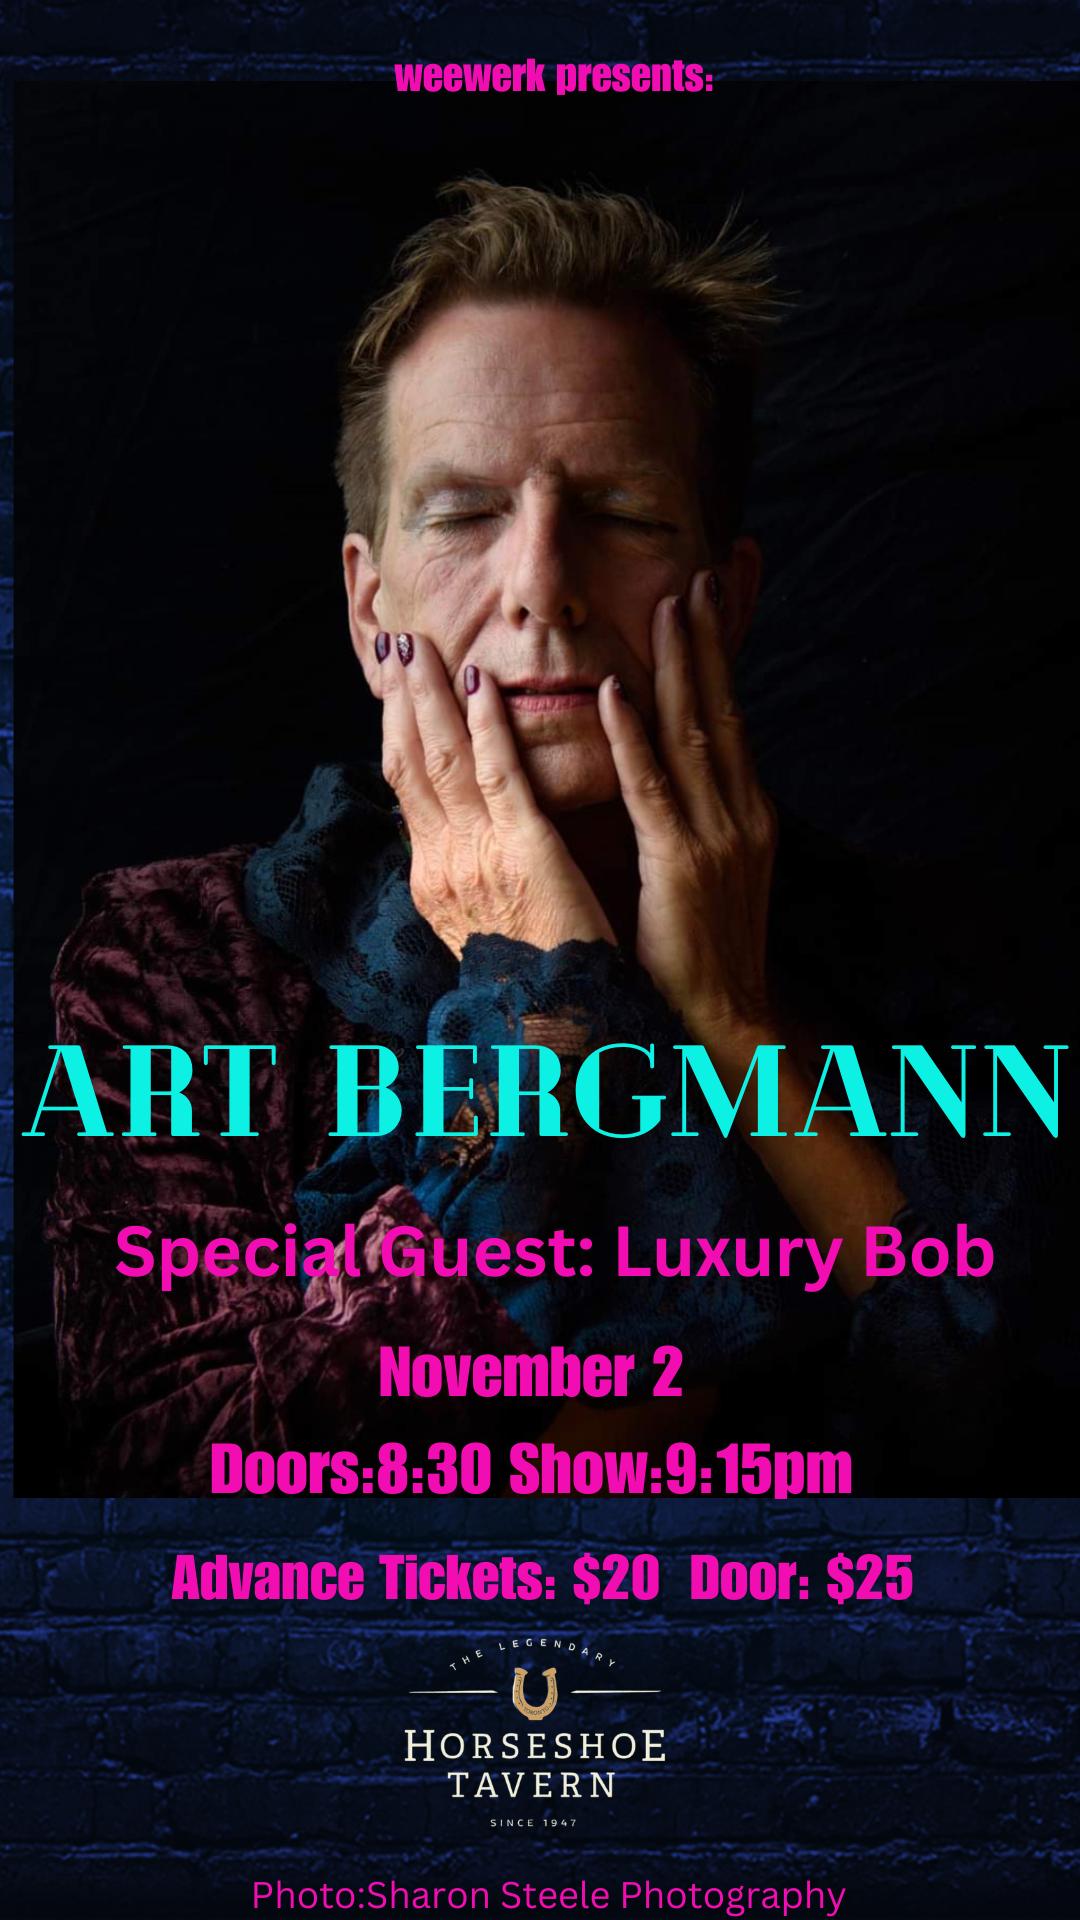 weewerk presents:
ART BERGMANN
Special Guest: Luxury Bob
November 2
Doors:8:30 Show:9:15pm
Advance Tickets: $20 Door: $25
THE LEGENDARY
TORONTO
HORSESHOE
TAVERN
SINCE 1947
Photo:Sharon Steele Photography